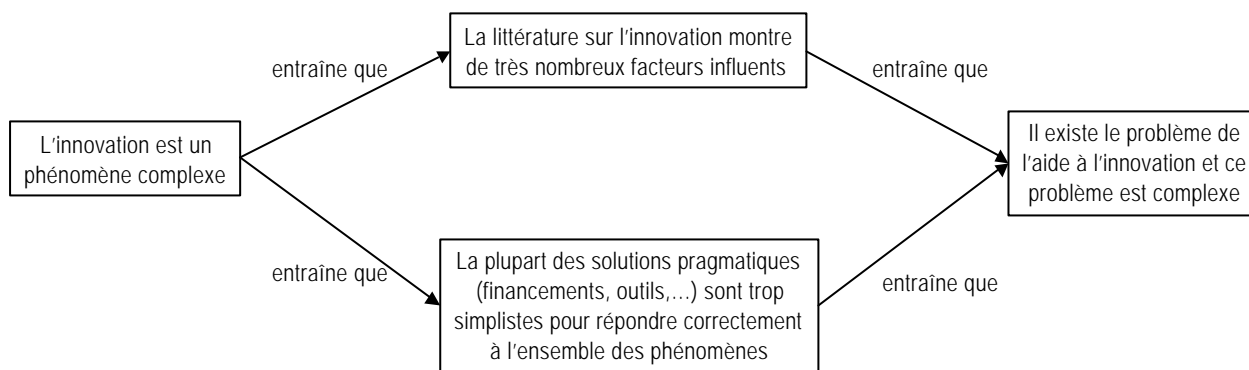 La littérature sur l'innovation montre
de très nombreux facteurs influents
entraîne que
entraîne que
L'innovation est un
phénomène complexe
Il existe le problème de
l'aide à l'innovation et ce
problème est complexe
entraîne que
entraîne que
La plupart des solutions pragmatiques
(financements, outils,…) sont trop
simplistes pour répondre correctement
à l'ensemble des phénomènes